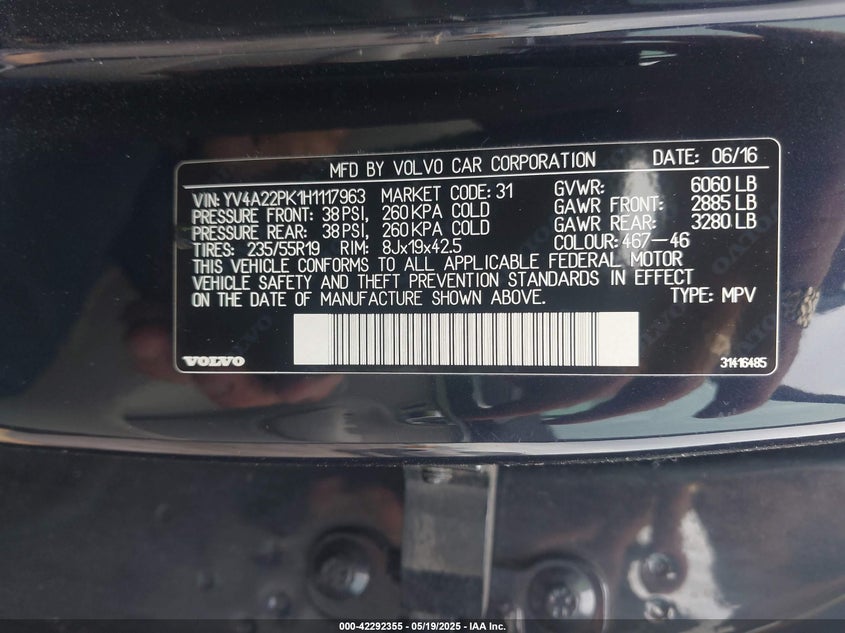 MFD BY VOLVO CAR CORPORATION DATE: 06/16
VIN: YV4A22PK1H1117963 MARKET CODE: 31 GVWR: 6060 LB
PRESSURE FRONT: 38 PSI, 260 KPA COLD GAWR FRONT: 2885 LB
PRESSURE REAR: 38 PSI, 260 KPA COLD GAWR REAR: 3280 LB
TIRES: 235/55R19 RIM: 8Jx19x42.5 COLOUR: 467-46
THIS VEHICLE CONFORMS TO ALL APPLICABLE FEDERAL MOTOR
VEHICLE SAFETY AND THEFT PREVENTION STANDARDS IN EFFECT
ON THE DATE OF MANUFACTURE SHOWN ABOVE. TYPE: MPV
VOLVO 31416485
000-42292355 - 05/19/2025 - IAA Inc.